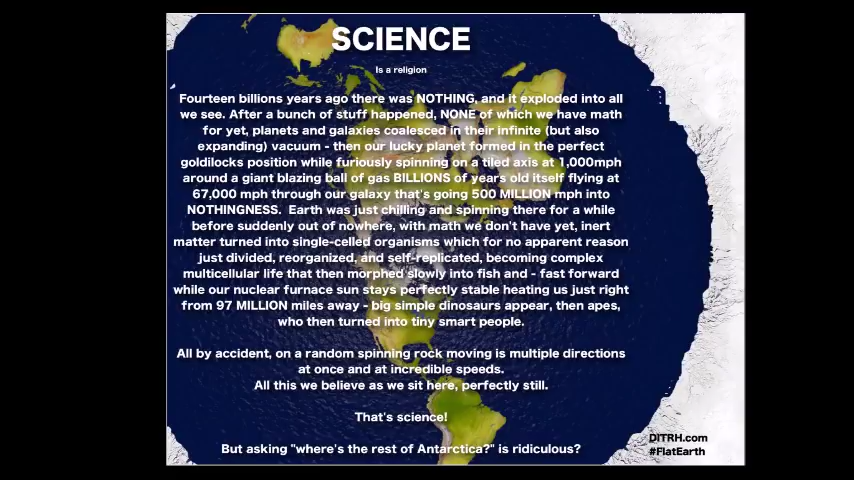 SCIENCE
Is a religion
Fourteen billions years ago there was NOTHING, and it exploded into all
we see. After a bunch of stuff happened, NONE of which we have math
for yet, planets and galaxies coalesced in their infinite (but also
expanding) vacuum - then our lucky planet formed in the perfect
goldilocks position while furiously spinning on a tiled axis at 1,000mph
around a giant blazing ball of gas BILLIONS of years old itself flying at
67,000 mph through our galaxy that's going 500 MILLION mph into
NOTHINGNESS. Earth was just chilling and spinning there for a while
before suddenly out of nowhere, with math we don't have yet, inert
matter turned into single-celled organisms which for no apparent reason
just divided, reorganized, and self-replicated, becoming complex
multicellular life that then morphed slowly into fish and - fast forward
while our nuclear furnace sun stays perfectly stable heating us just right
from 97 MILLION miles away - big simple dinosaurs appear, then apes,
who then turned into tiny smart people.
All by accident, on a random spinning rock moving is multiple directions
at once and at incredible speeds.
All this we believe as we sit here, perfectly still.
That's science!
But asking "where's the rest of Antarctica?" is ridiculous?
DITRH.com
#FlatEarth